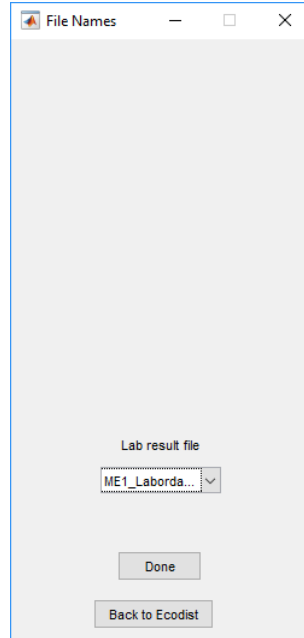 File Names
Lab result file
ME1_Laborda...
Done
Back to Ecodist